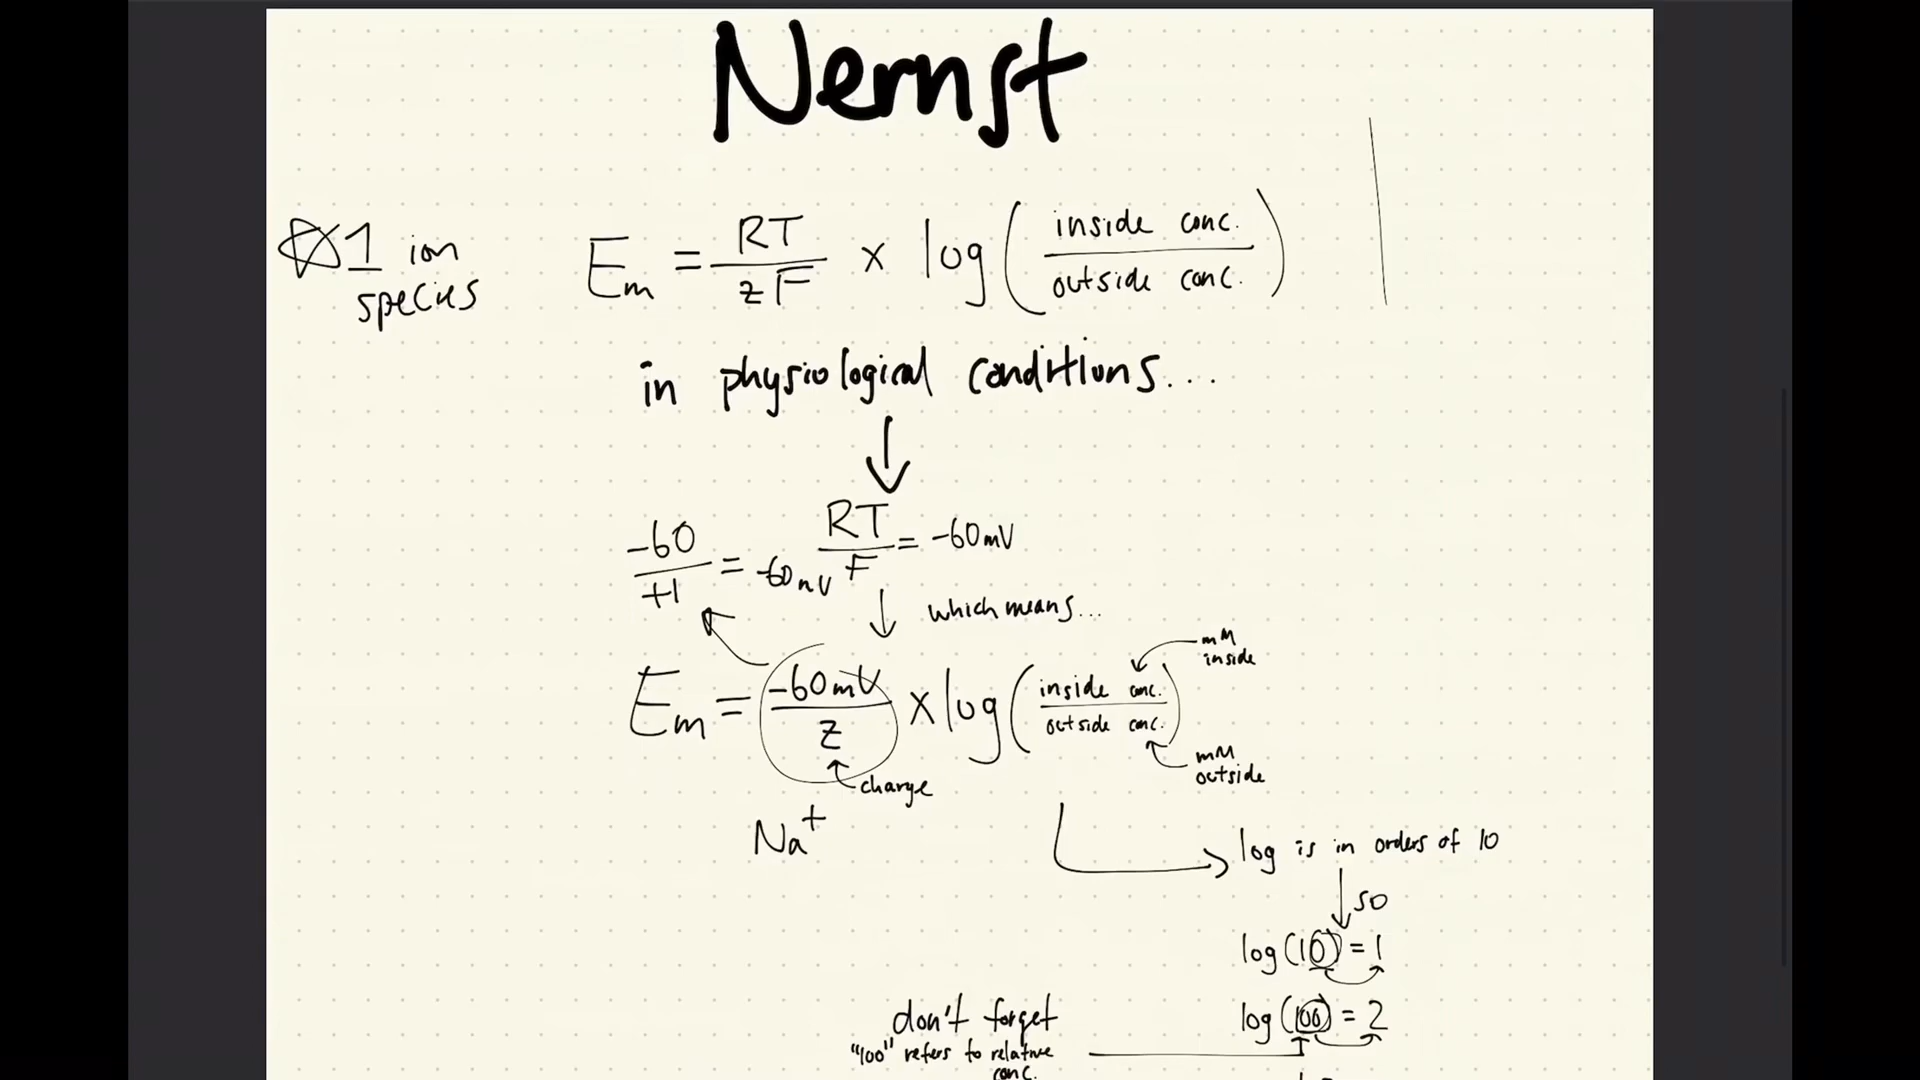 Nernst
1 ion
species
Em = RT / zF x log ( inside conc. / outside conc. )
in physiological conditions...
-60 / +1 = -60mV
RT / F = -60mV
which means...
Em = -60mV / z x log ( inside conc. / outside conc. )
mM
inside
mM
outside
charge
Na+
log is in orders of 10
so
log (10) = 1
log (100) = 2
don't forget
"100" refers to relative
conc.